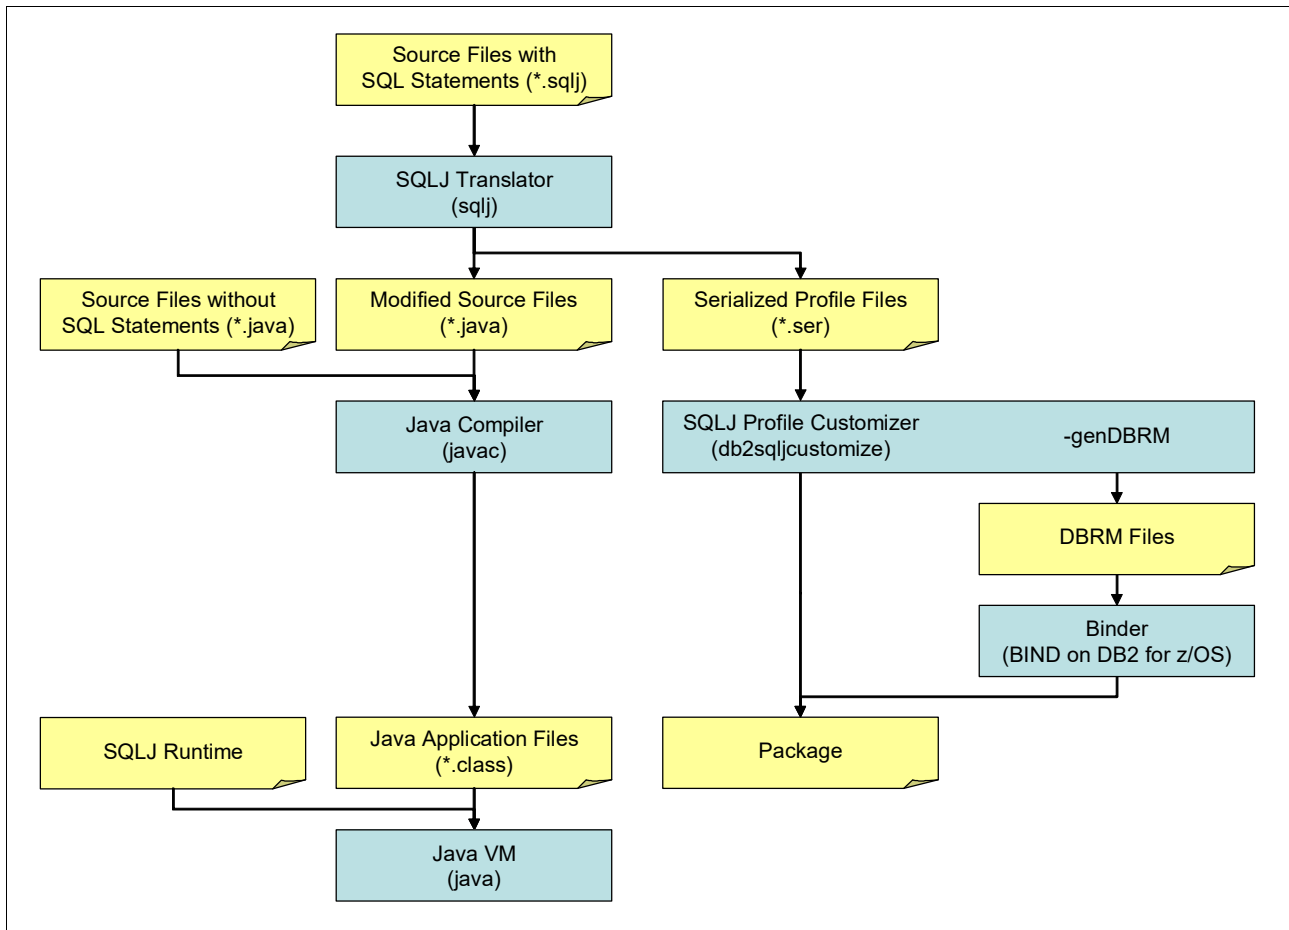 Source Files with
SQL Statements (*.sqlj)
SQLJ Translator
(sqlj)
Source Files without
SQL Statements (*.java)
Modified Source Files
(*.java)
Serialized Profile Files
(*.ser)
Java Compiler
(javac)
SQLJ Profile Customizer
(db2sqljcustomize)
-genDBRM
DBRM Files
Binder
(BIND on DB2 for z/OS)
SQLJ Runtime
Java Application Files
(*.class)
Package
Java VM
(java)